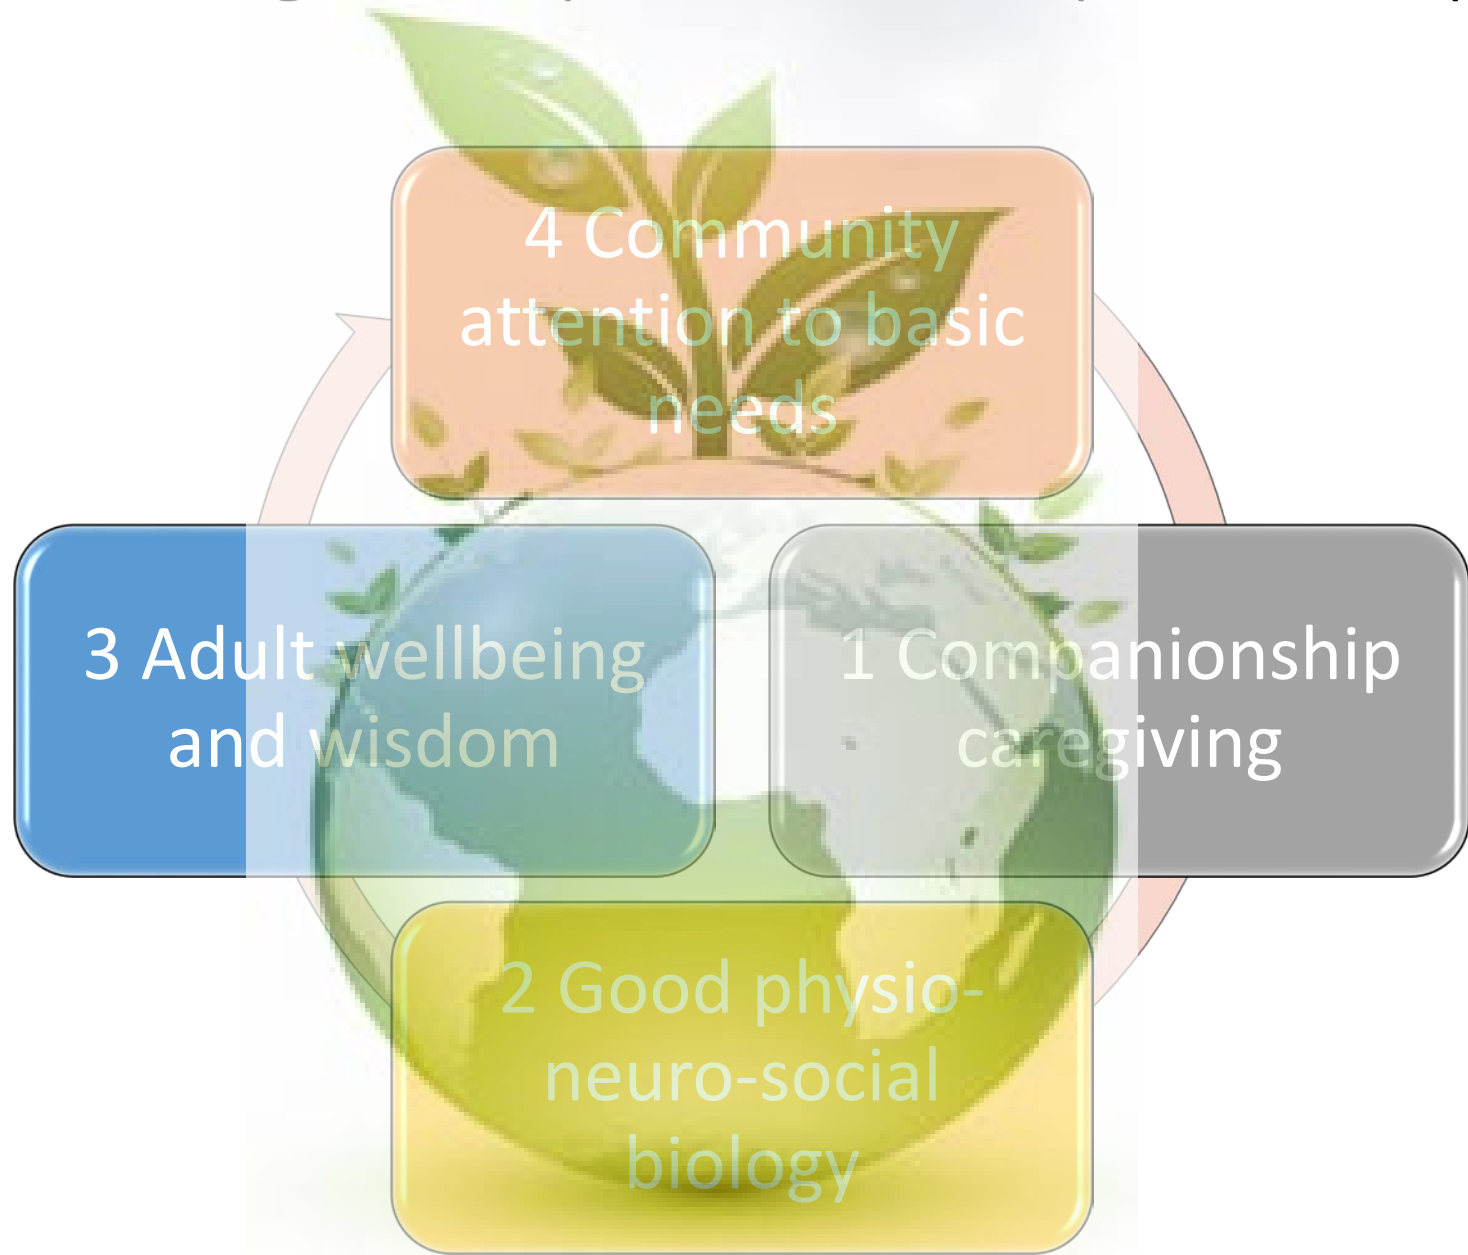 4 Community
attention to basic
needs
3 Adult wellbeing
and wisdom
1 Companionship
caregiving
2 Good physio-
neuro-social
biology